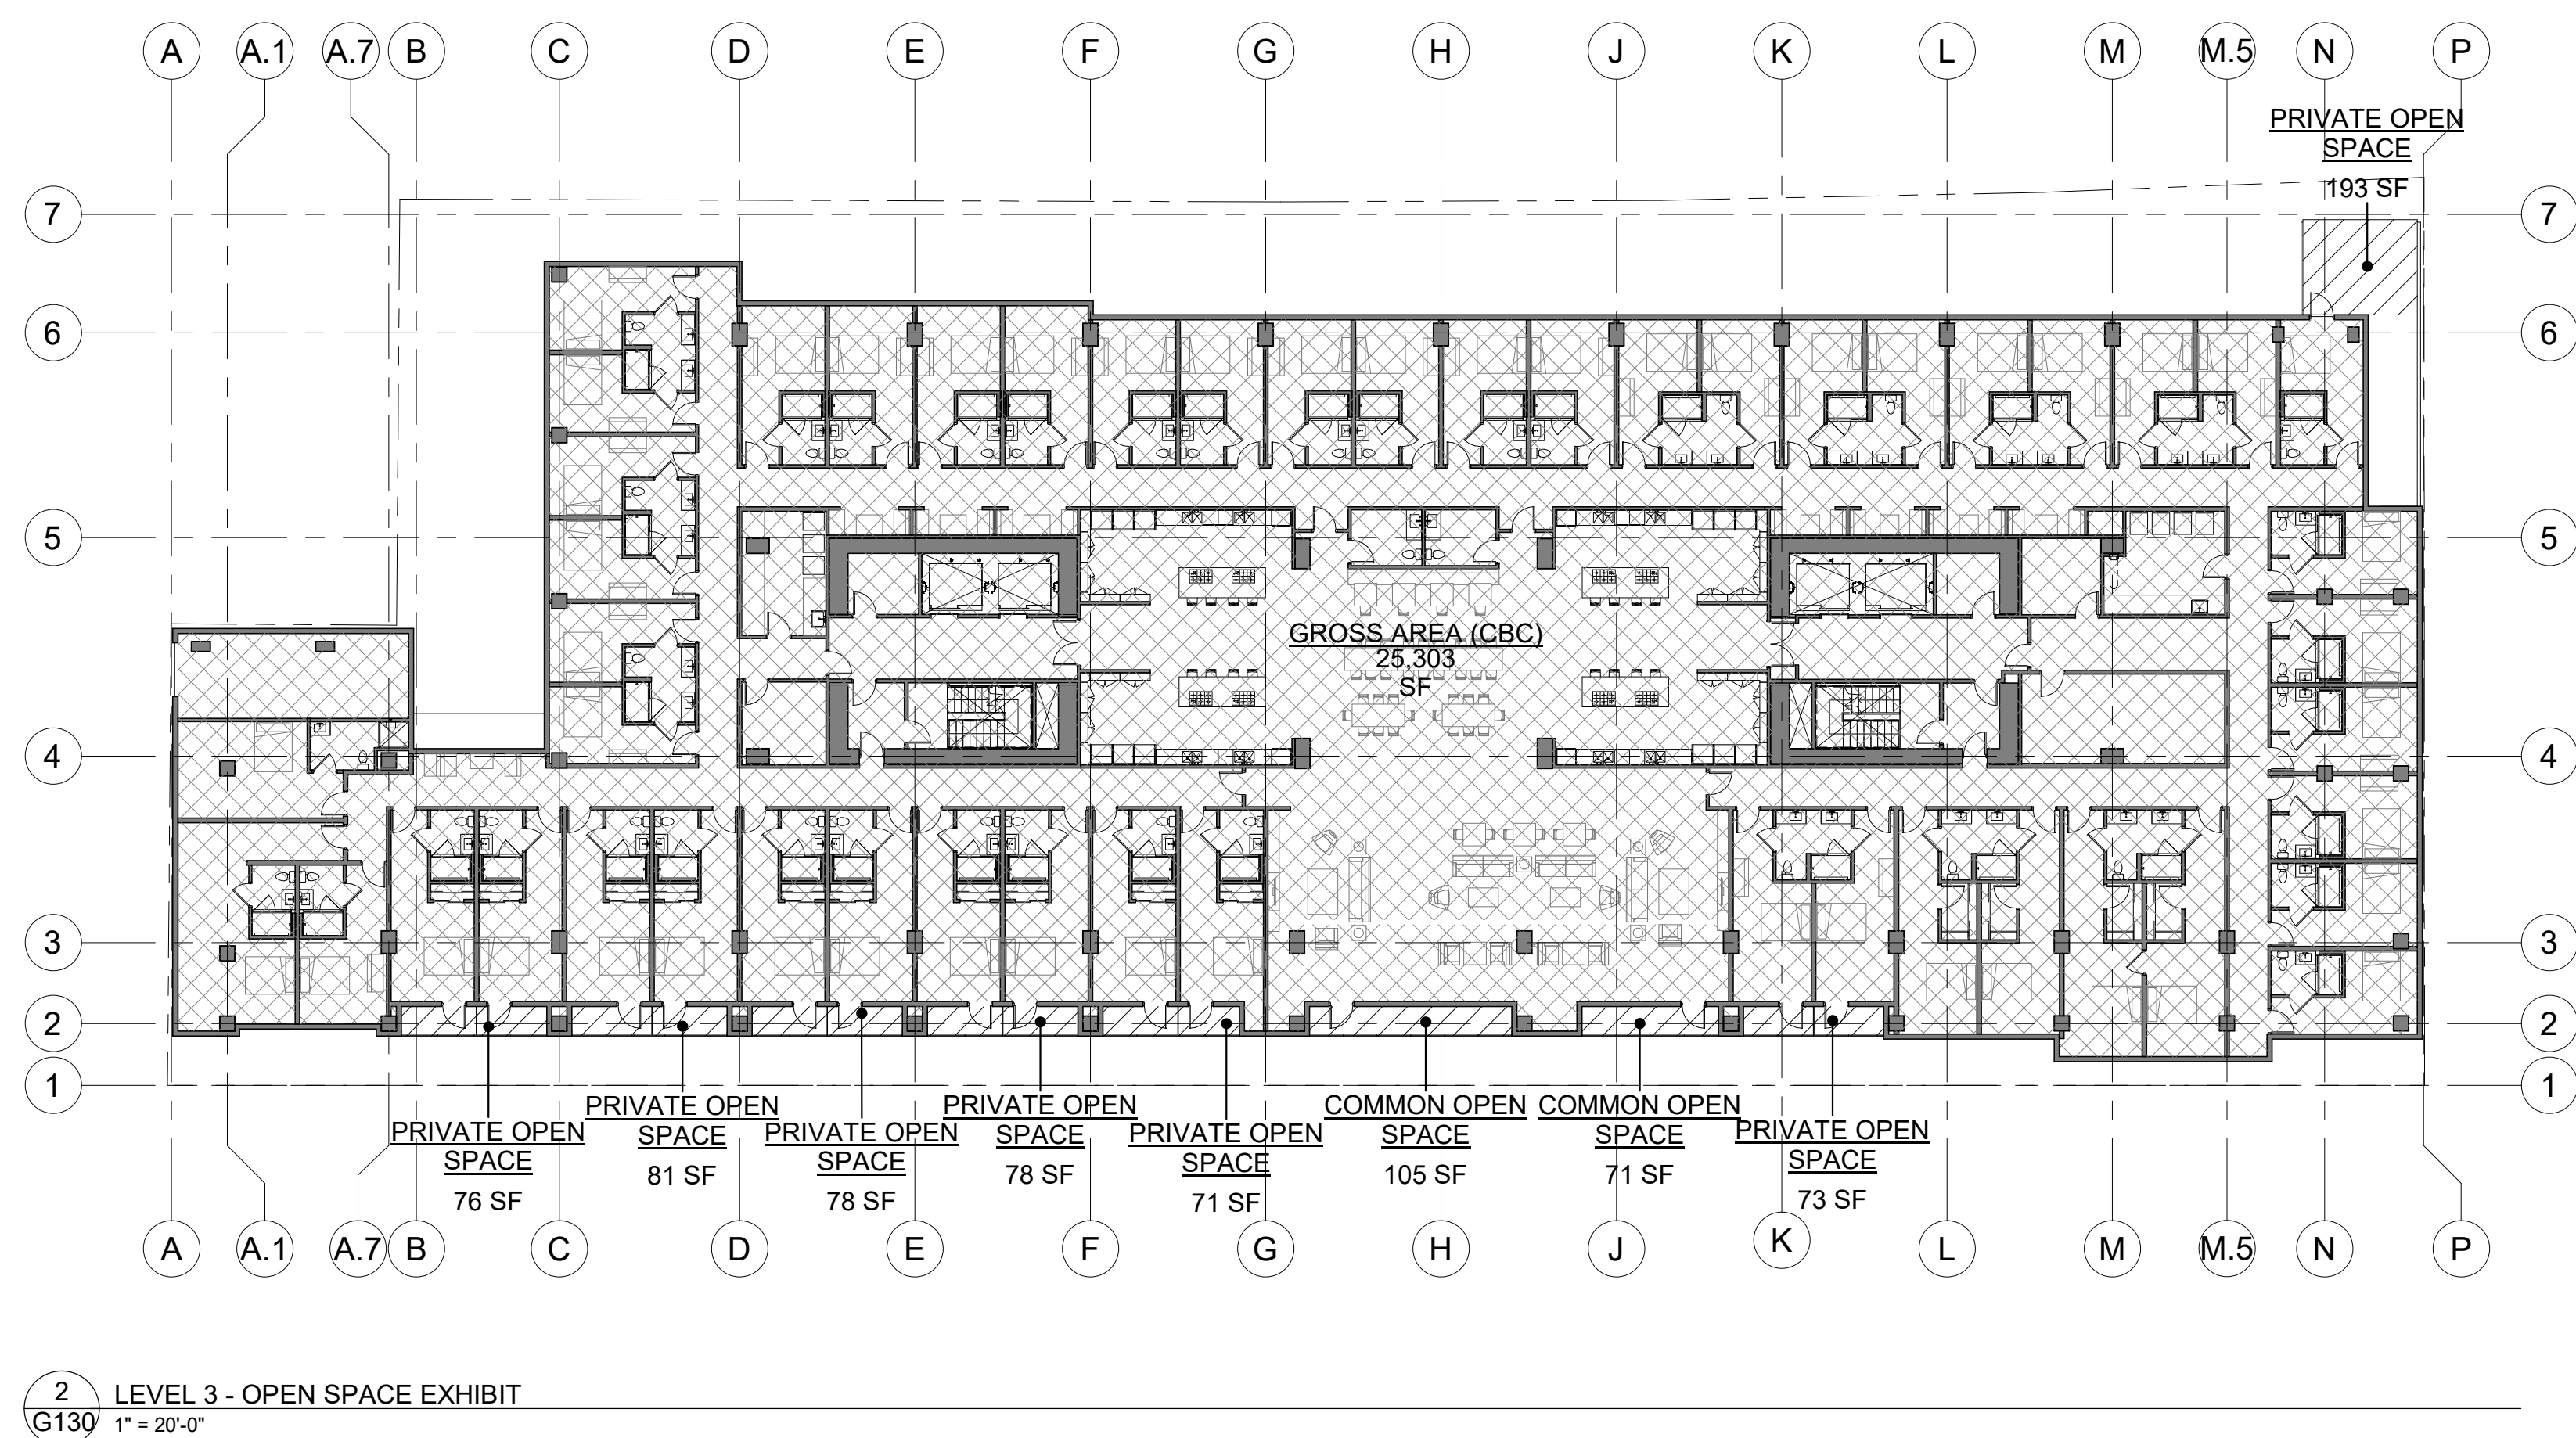 A A.1 A.7 B C D E F G H J K L M M.5 N P
PRIVATE OPEN
SPACE
193 SF
7 7
6 6
5 5
GROSS AREA (CBC)
25,303
SF
4 4
3 3
2 2
1 1
PRIVATE OPEN
SPACE
76 SF
PRIVATE OPEN
SPACE
81 SF
PRIVATE OPEN
SPACE
78 SF
PRIVATE OPEN
SPACE
78 SF
PRIVATE OPEN
SPACE
71 SF
COMMON OPEN
SPACE
105 SF
COMMON OPEN
SPACE
71 SF
PRIVATE OPEN
SPACE
73 SF
A A.1 A.7 B C D E F G H J K L M M.5 N P
2
G130
LEVEL 3 - OPEN SPACE EXHIBIT
1" = 20'-0"